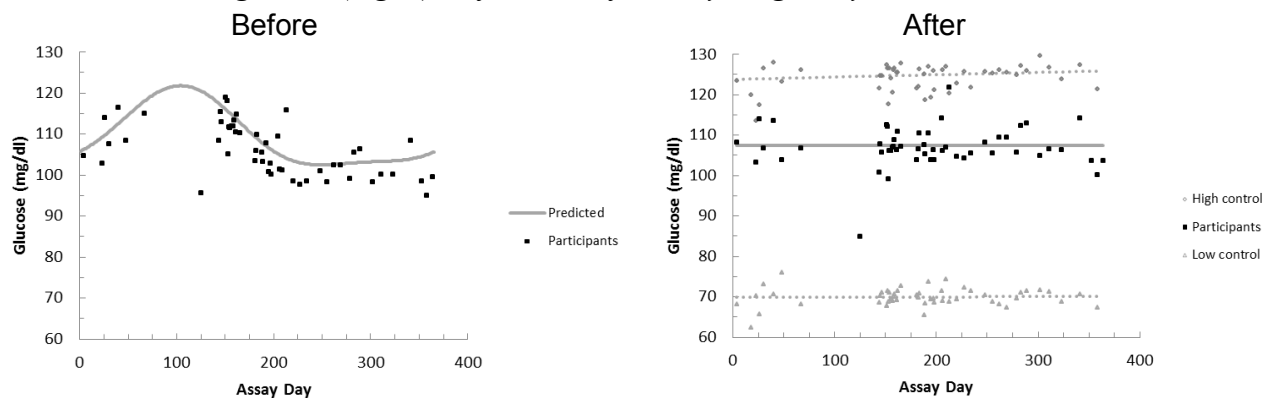 Before
130
120
110
100
90
80
70
60
0
100
200
300
400
Glucose (mg/dl)
Assay Day
Predicted
Participants
After
130
120
110
100
90
80
70
60
0
100
200
300
400
Glucose (mg/dl)
Assay Day
High control
Participants
Low control